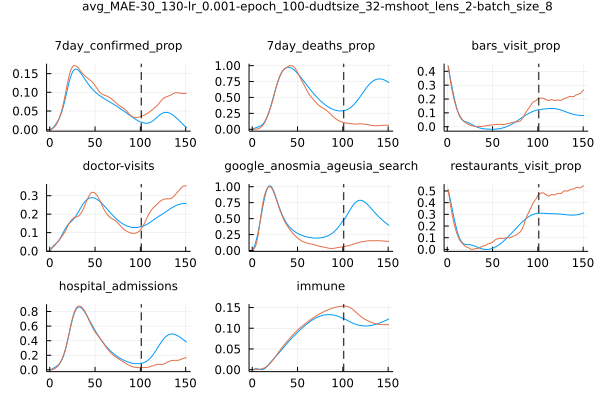 avg_MAE-30_130-lr_0.001-epoch_100-dudtsize_32-mshoot_lens_2-batch_size_8
7day_confirmed_prop 7day_deaths_prop bars_visit_prop
0.15 1.00 0.4
0.10 0.75 0.3
0.05 0.50 0.2
0.00 0.25 0.1
0.00 0.0
0 50 100 150 0 50 100 150 0 50 100 150
doctor-visits google_anosmia_ageusia_search restaurants_visit_prop
0.3 1.00 0.5
0.2 0.75 0.4
0.1 0.50 0.3
0.0 0.25 0.2
0.00 0.1
0.0
0 50 100 150 0 50 100 150 0 50 100 150
hospital_admissions immune
0.8 0.15
0.6 0.10
0.4 0.05
0.2 0.00
0.0
0 50 100 150 0 50 100 150